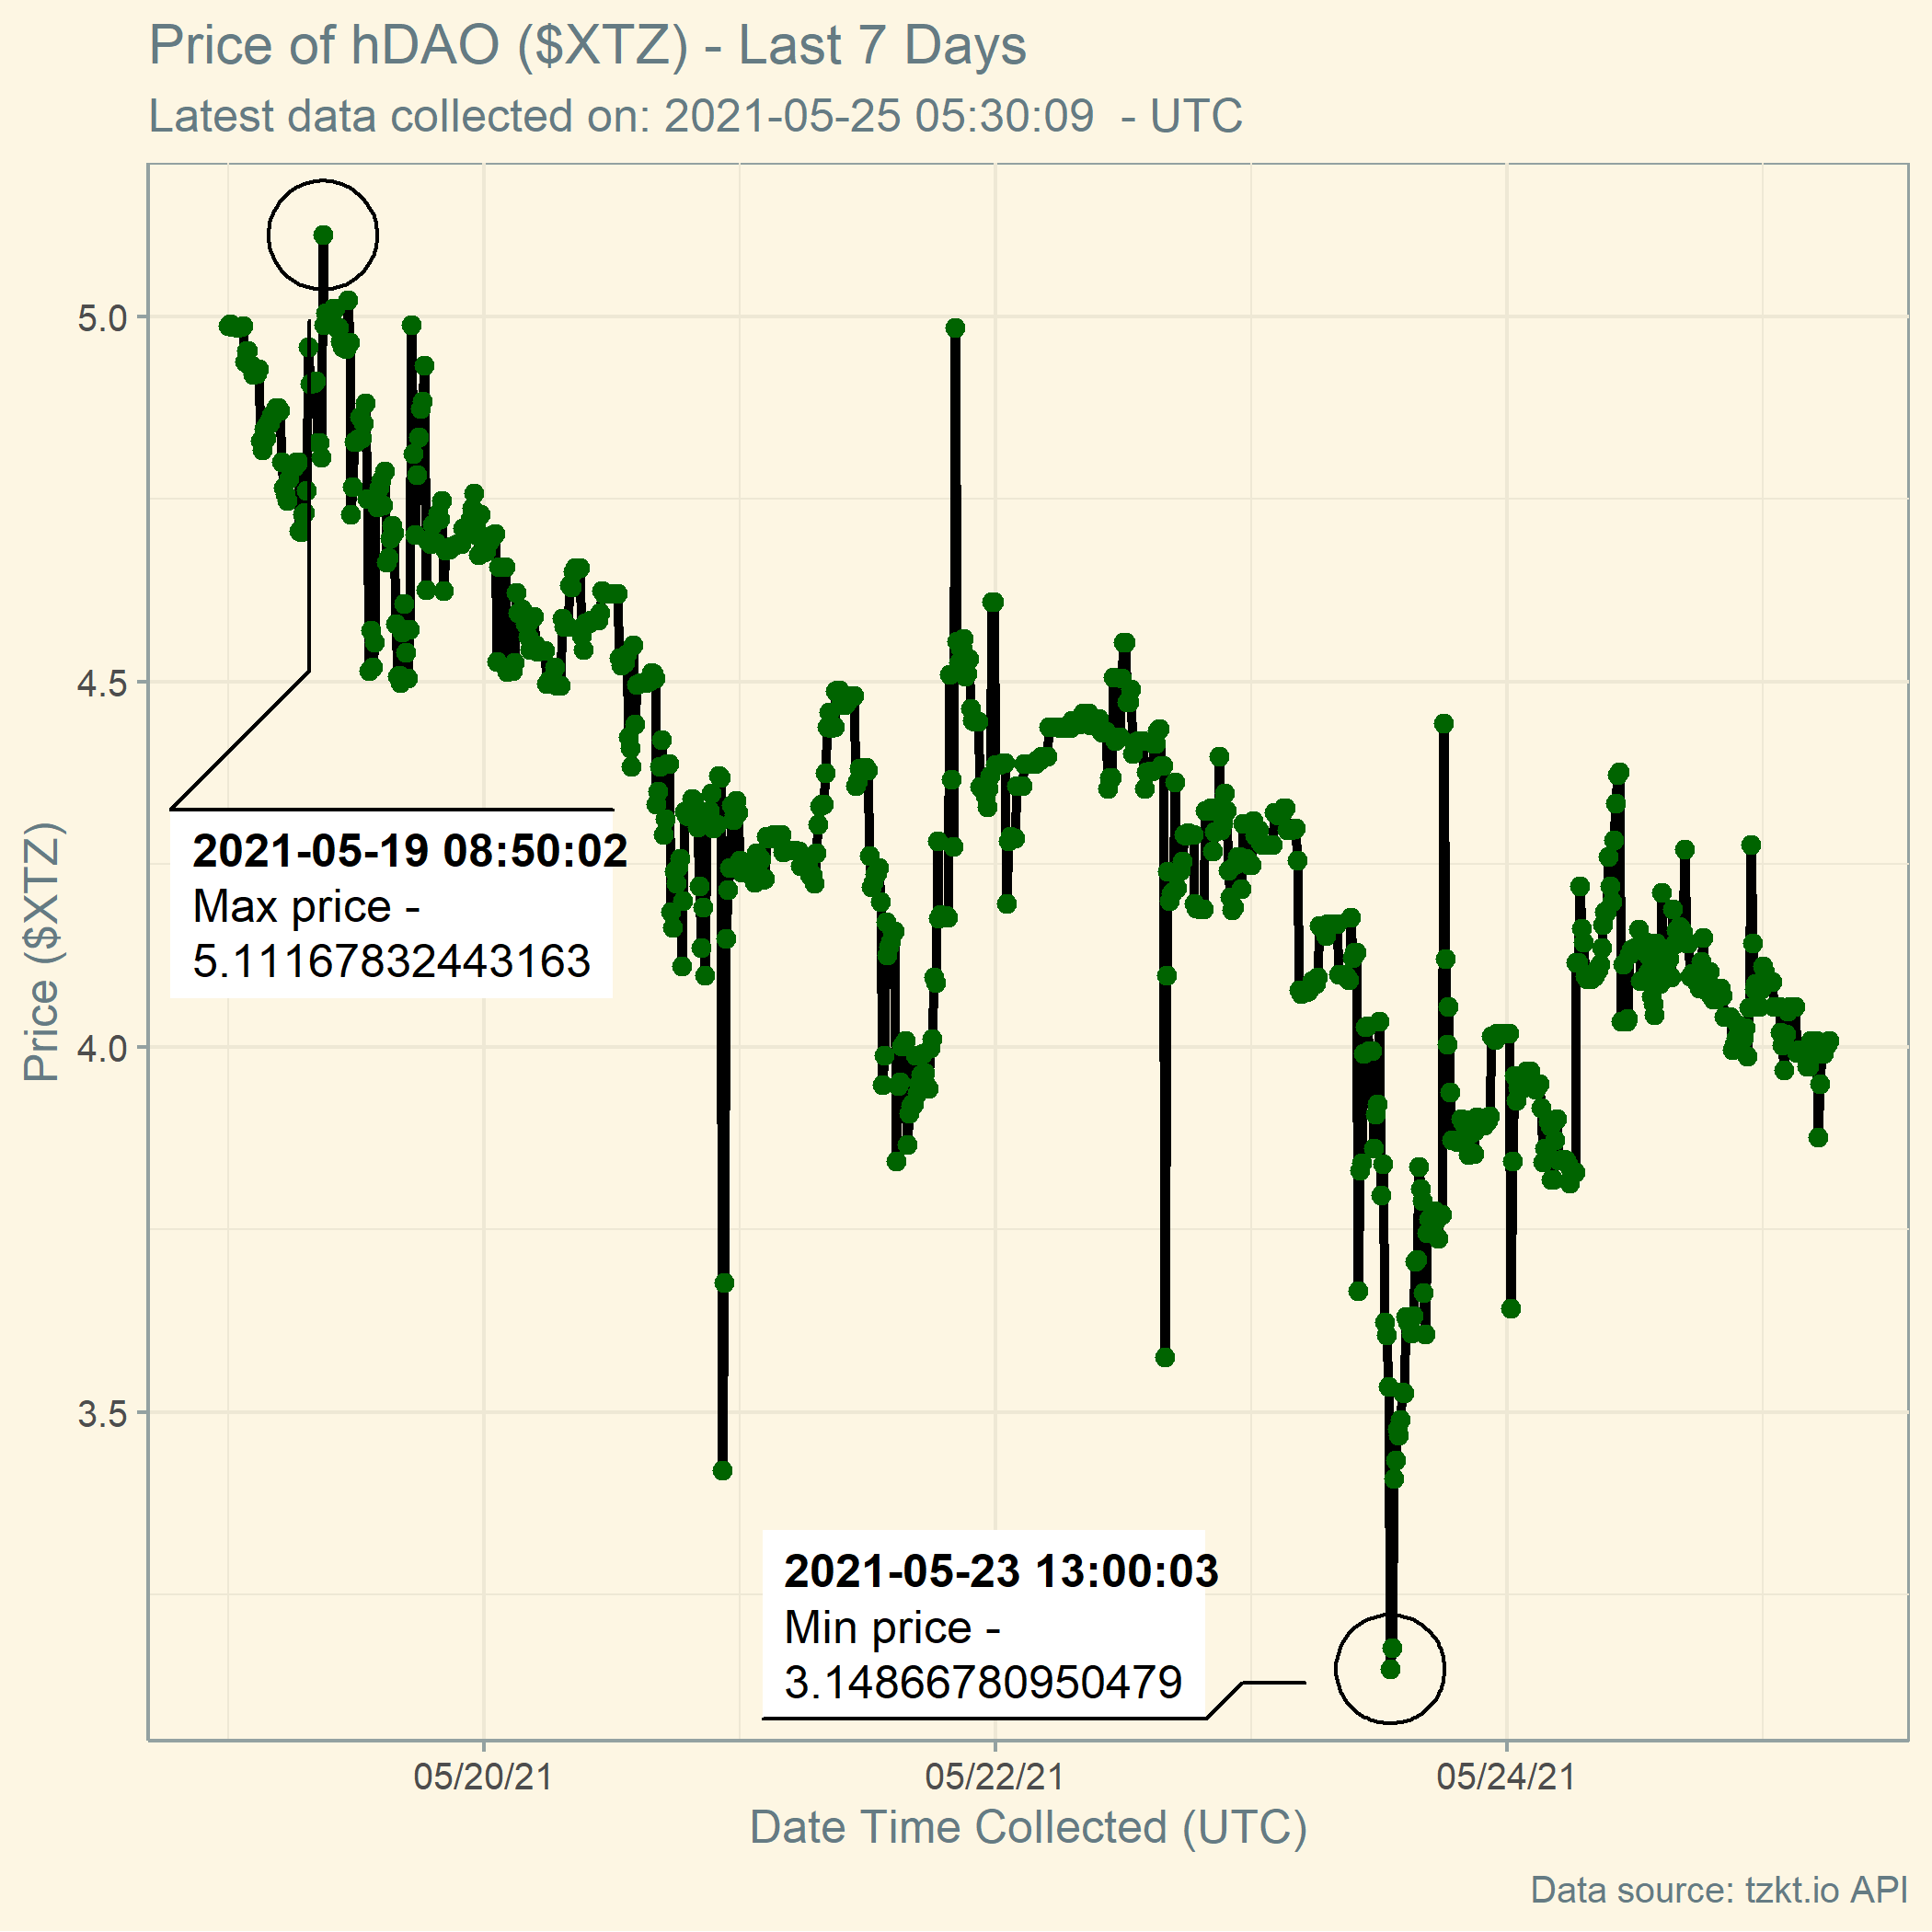 Price of hDAO ($XTZ) - Last 7 Days
Latest data collected on: 2021-05-25 05:30:09  - UTC
Price ($XTZ)
5.0
4.5
4.0
3.5
2021-05-19 08:50:02
Max price -
5.11167832443163
2021-05-23 13:00:03
Min price -
3.14866780950479
05/20/21
05/22/21
05/24/21
Date Time Collected (UTC)
Data source: tzkt.io API